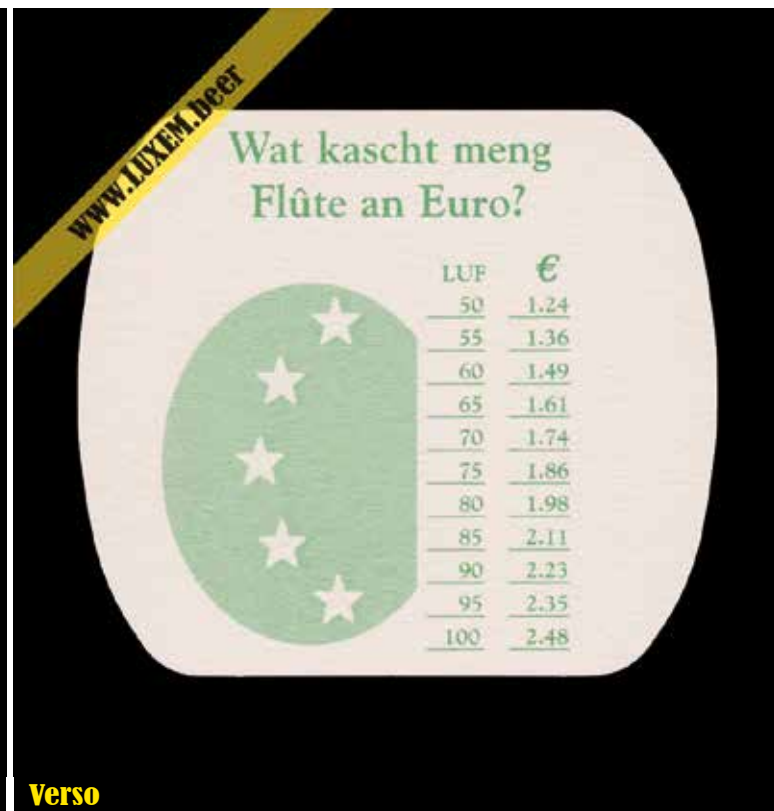 www.LUXEM.beer
Wat kascht meng
Flûte an Euro?
LUF €
50 1.24
55 1.36
60 1.49
65 1.61
70 1.74
75 1.86
80 1.98
85 2.11
90 2.23
95 2.35
100 2.48
Verso